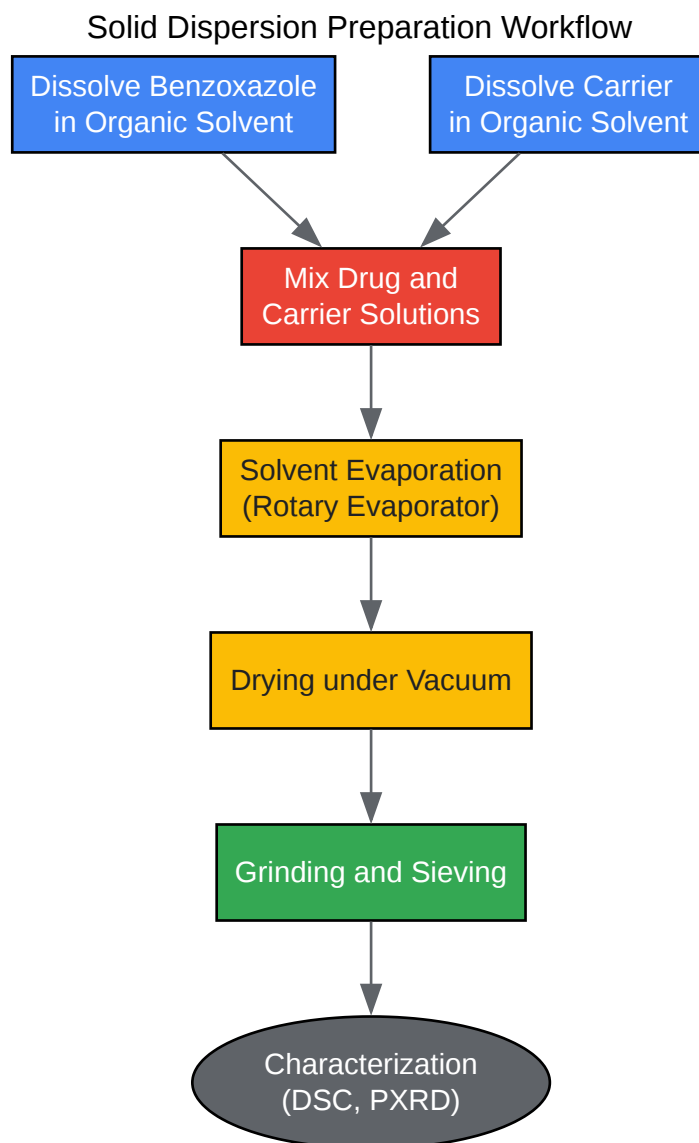 Solid Dispersion Preparation Workflow
Dissolve Benzoxazole
in Organic Solvent
Dissolve Carrier
in Organic Solvent
Mix Drug and
Carrier Solutions
Solvent Evaporation
(Rotary Evaporator)
Drying under Vacuum
Grinding and Sieving
Characterization
(DSC, PXRD)